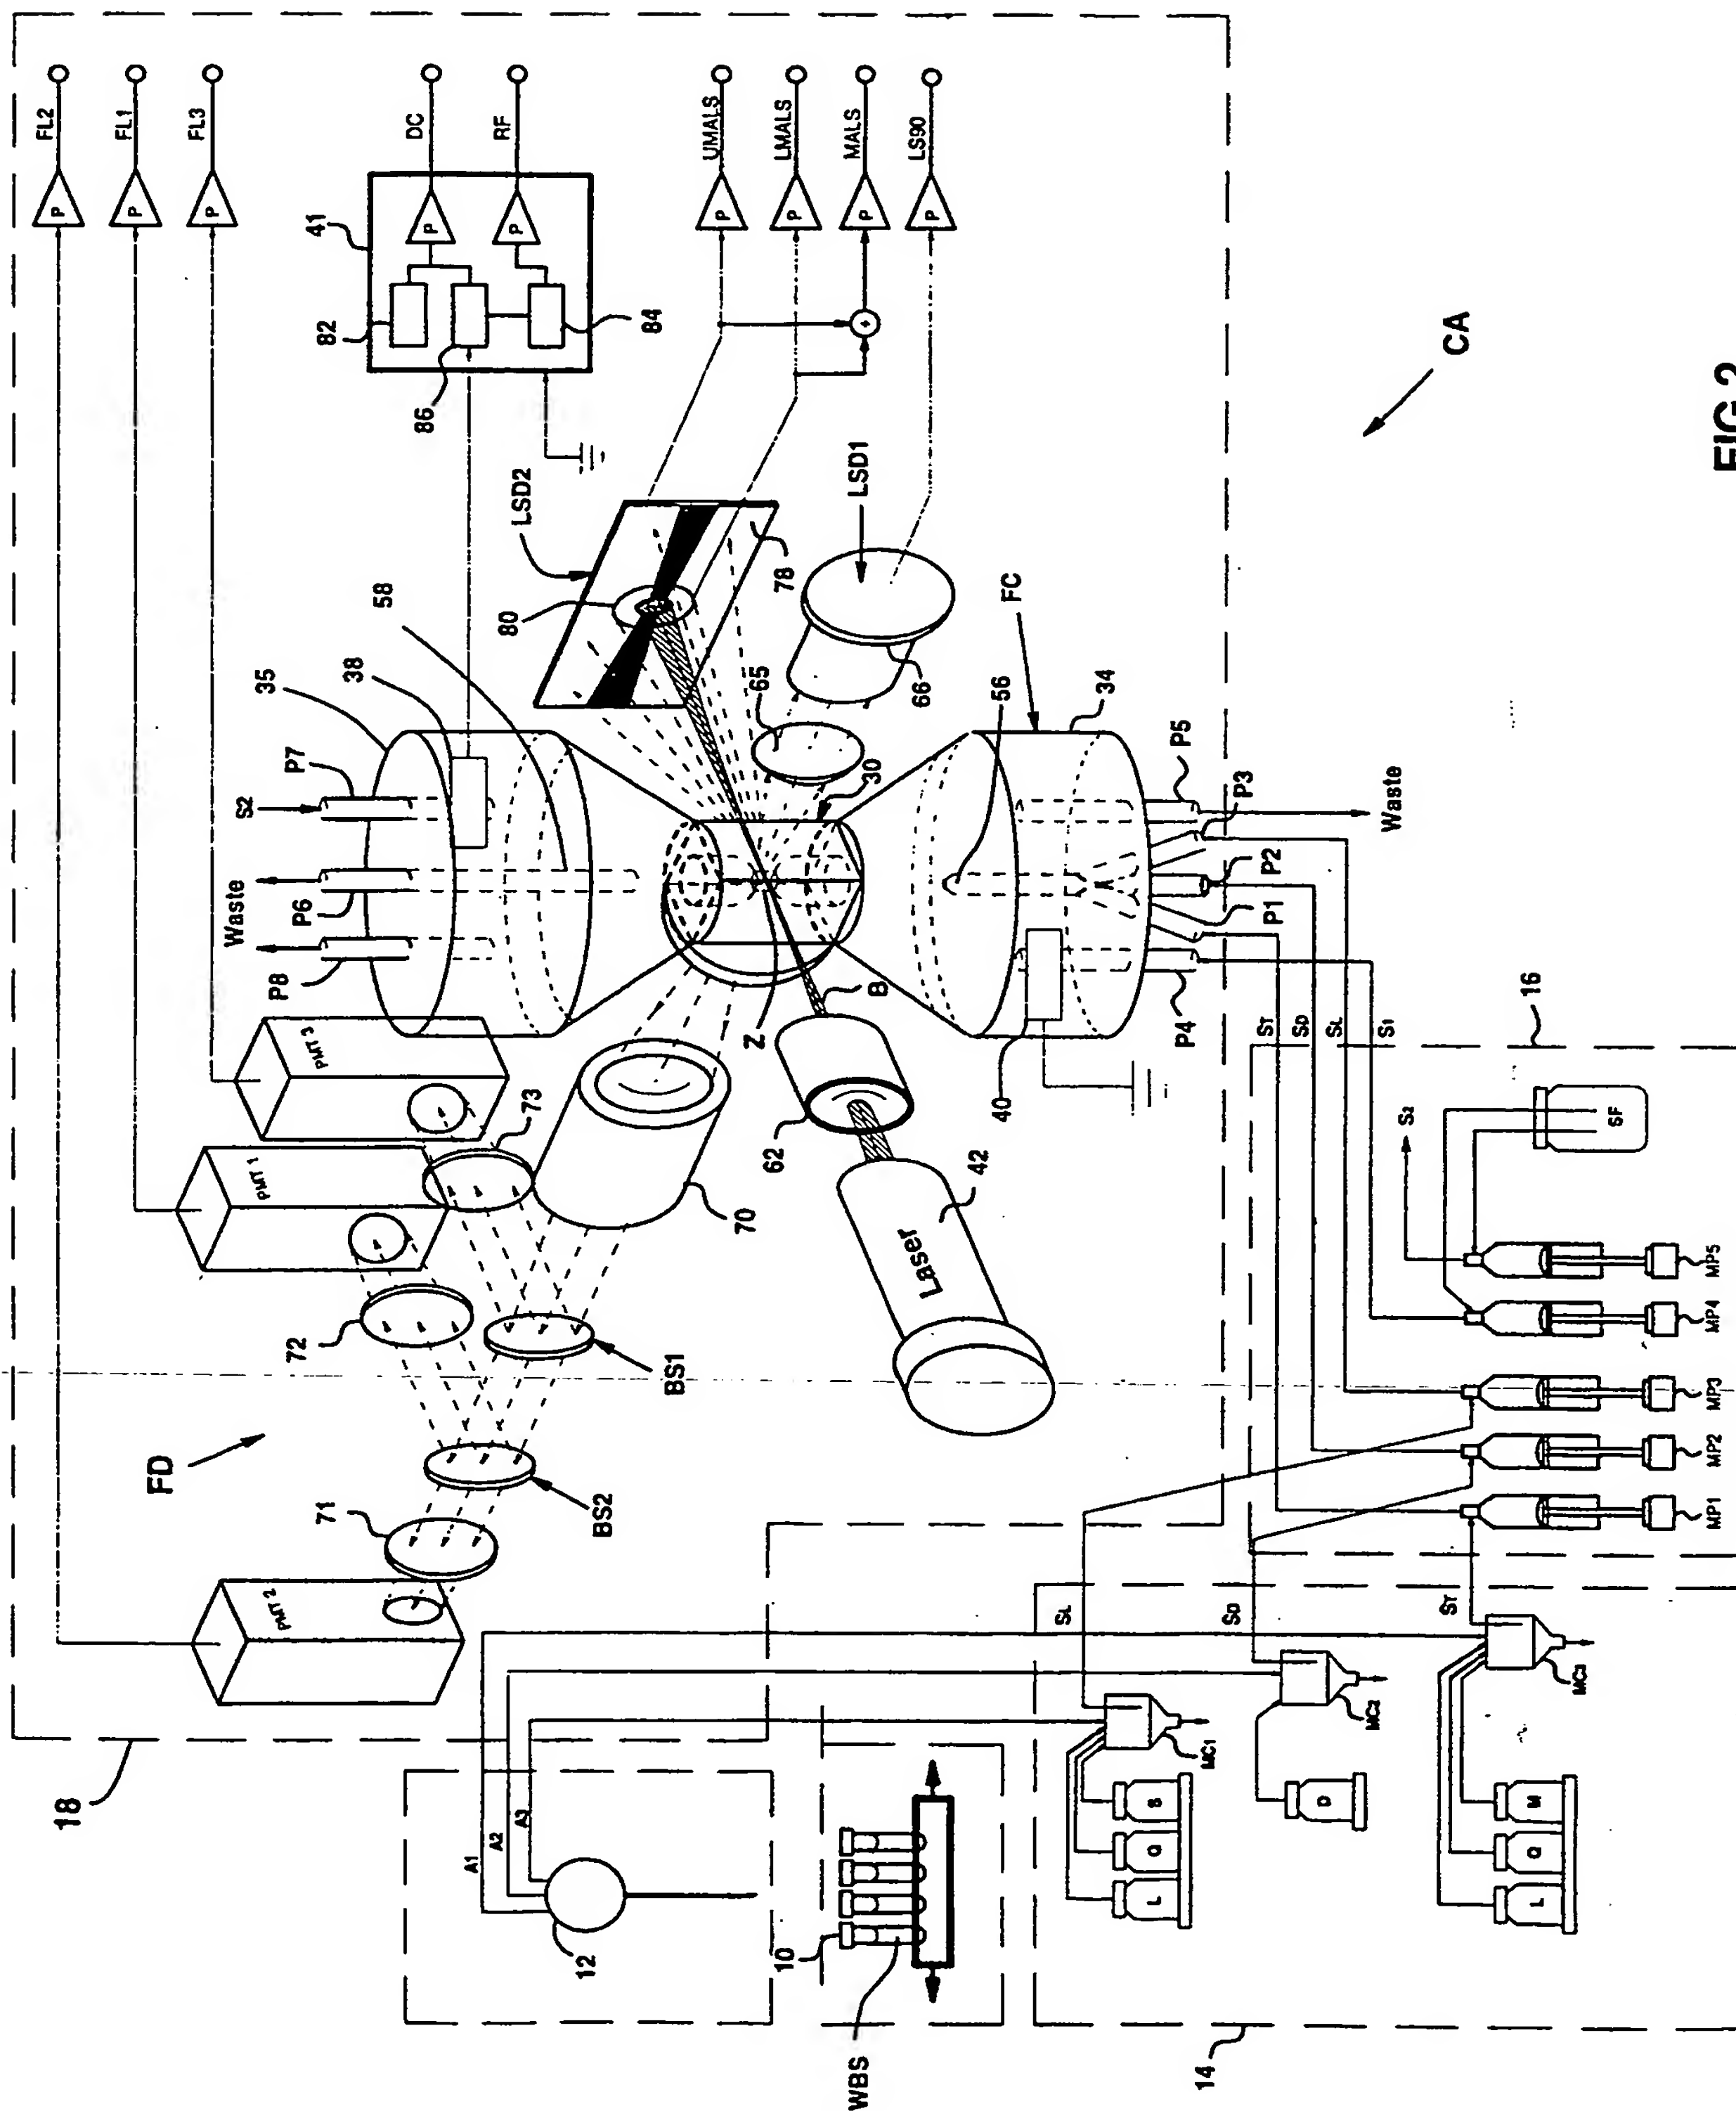 FL2
FL1
FL3
DC
RF
UMALS
LMALS
MALS
LS90
P
P
P
P
P
P
P
P
P
41
82
86
84
CA
FIG.2
LSD2
80
78
LSD1
58
35
38
65
66
FC
56
34
30
P7
S2
Waste
P6
P8
P5
P3
Waste
P2
P1
P4
40
Z
B
62
42
Laser
PMT 3
PMT 1
PMT 2
73
70
72
BS1
BS2
71
FD
18
16
ST
SD
SL
S1
S2
SF
MP5
MP4
MP3
MP2
MP1
SL
SD
ST
A1
A2
A3
12
10
WBS
14
MC1
MC2
MC3
L
Q
S
D
L
Q
M